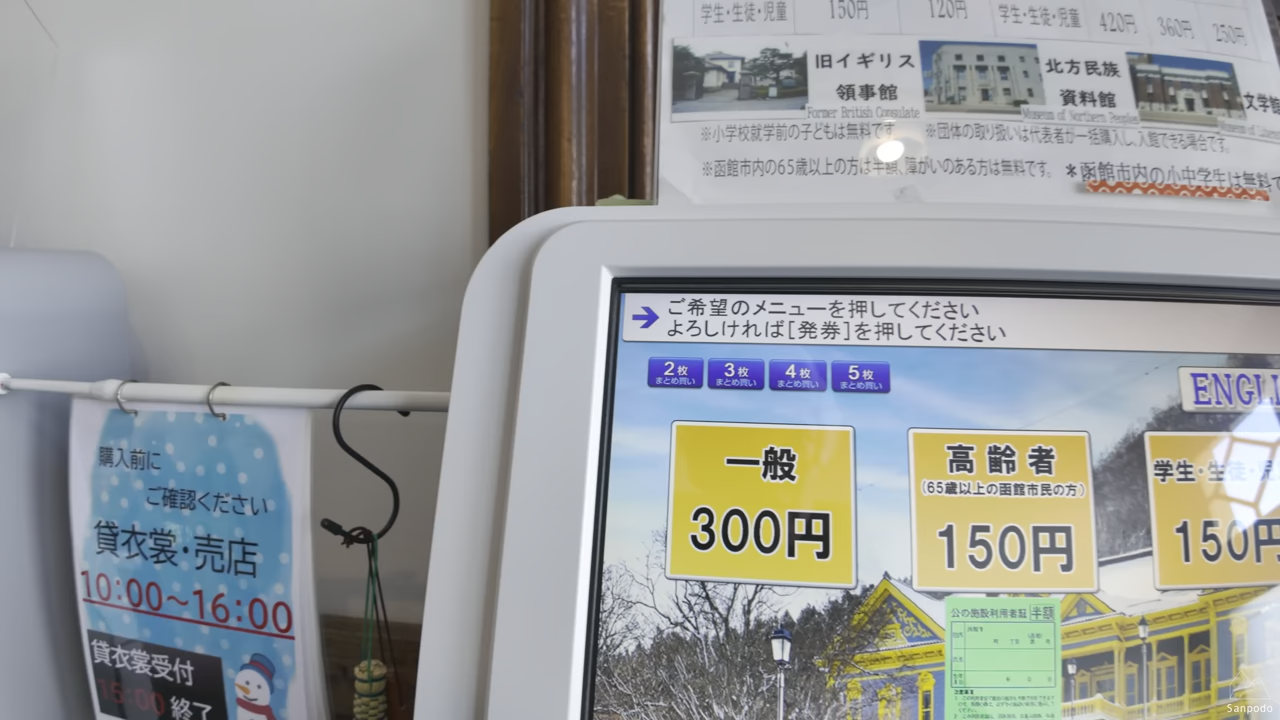 学生・生徒・児童 150円 120円 学生・生徒・児童 420円 360円 250円
旧イギリス
領事館
Former British Consulate
北方民族
資料館
Museum of Northern Peoples
文学館
※小学校就学前の子どもは無料です。 ※団体の取り扱いは代表者が一括購入し、入館できる場合です。
※函館市内の65歳以上の方は半額、障がいのある方は無料です。 *函館市内の小中学生は無料で
ご希望のメニューを押してください
よろしければ[発券]を押してください
2枚 まとめ買い
3枚 まとめ買い
4枚 まとめ買い
5枚 まとめ買い
ENGLI
一般
300円
高齢者
(65歳以上の函館市民の方)
150円
学生・生徒・児
150円
公の施設利用者証 半額
注意事項
購入前に
ご確認ください
貸衣裳・売店
10:00~16:00
貸衣裳受付
16:00 終了
Sanpodo